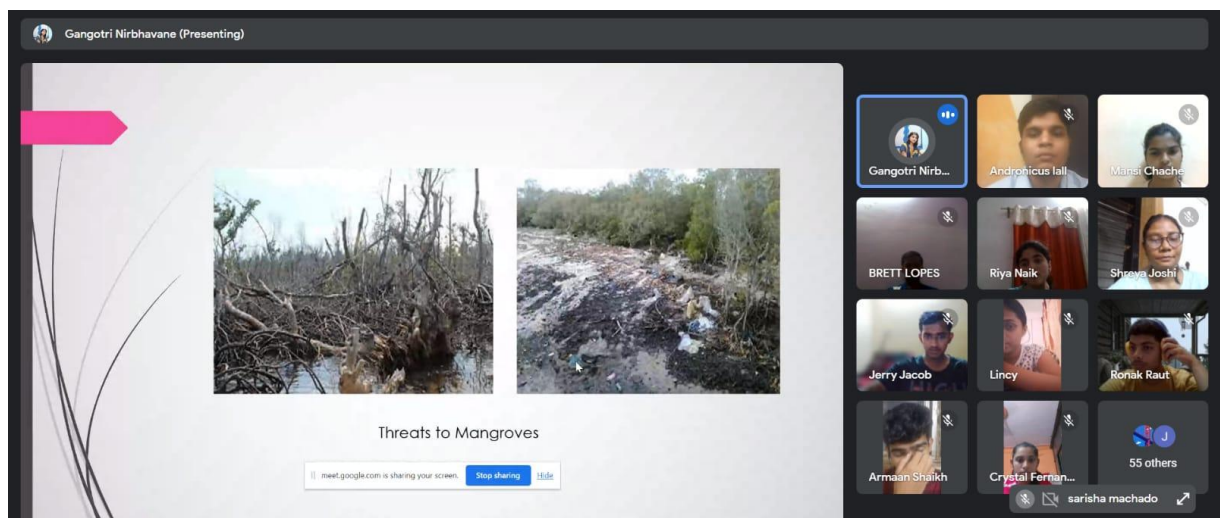 Gangotri Nirbhavane (Presenting)
Threats to Mangroves
meet.google.com is sharing your screen. Stop sharing Hide
Gangotri Nirb...
Andronicus lall
Mansi Chache
BRETT LOPES
Riya Naik
Shreya Joshi
Jerry Jacob
Lincy
Ronak Raut
Armaan Shaikh
Crystal Fernan...
J
55 others
sarisha machado